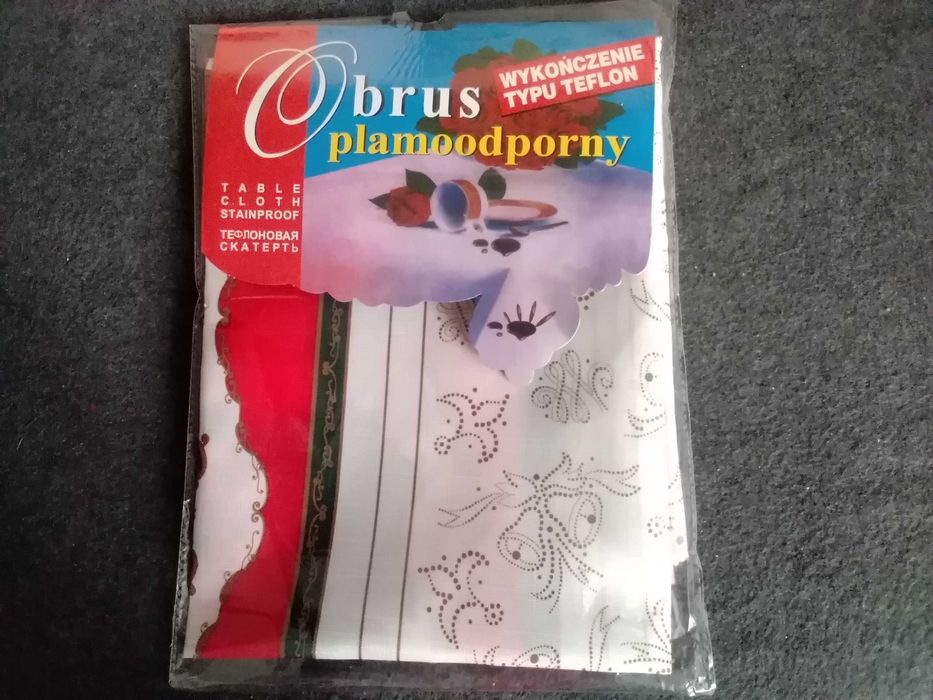 Obrus
plamoodporny
WYKOŃCZENIE
TYPU TEFLON
TABLE
CLOTH
STAINPROOF
ТЕФЛОНОВАЯ
СКАТЕРТЬ